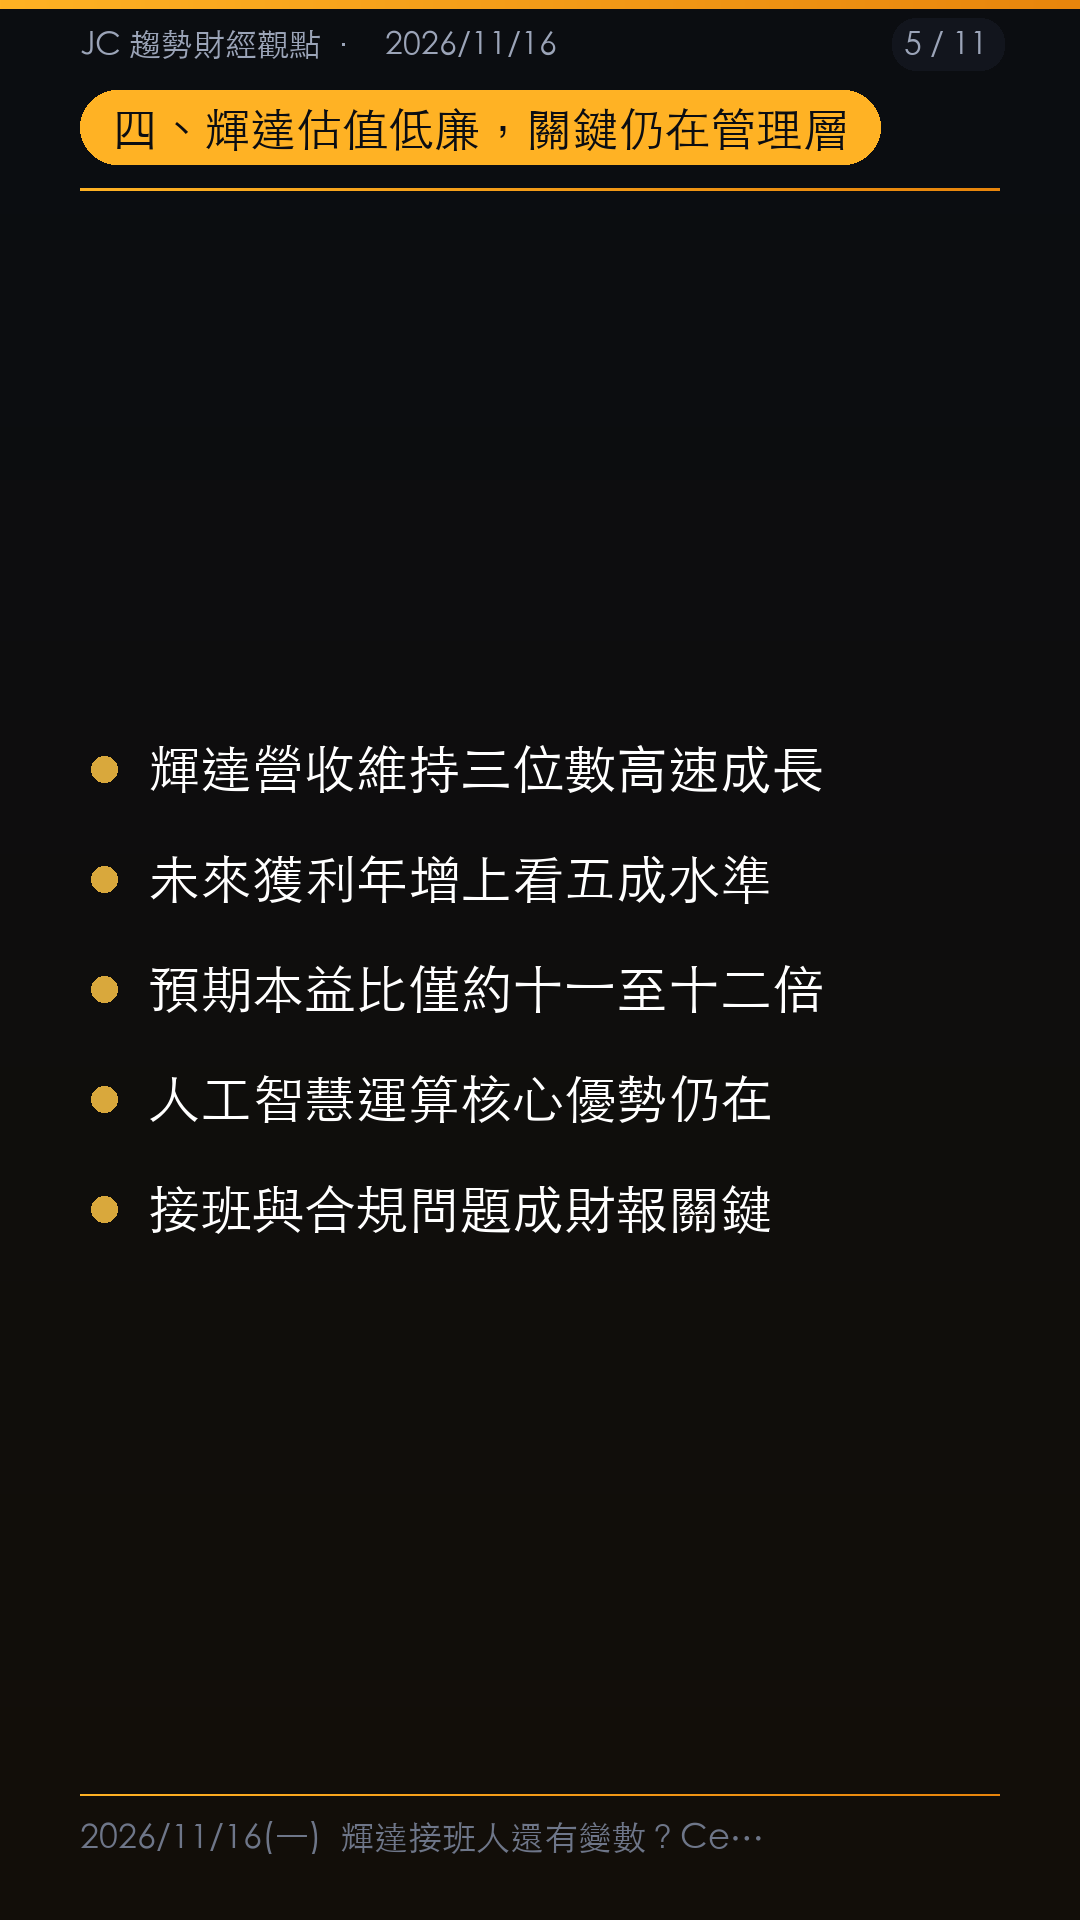 JC 趨勢財經觀點 · 2026/11/16
5 / 11
四、輝達估值低廉，關鍵仍在管理層
輝達營收維持三位數高速成長
未來獲利年增上看五成水準
預期本益比僅約十一至十二倍
人工智慧運算核心優勢仍在
接班與合規問題成財報關鍵
2026/11/16(一) 輝達接班人還有變數？Ce⋯